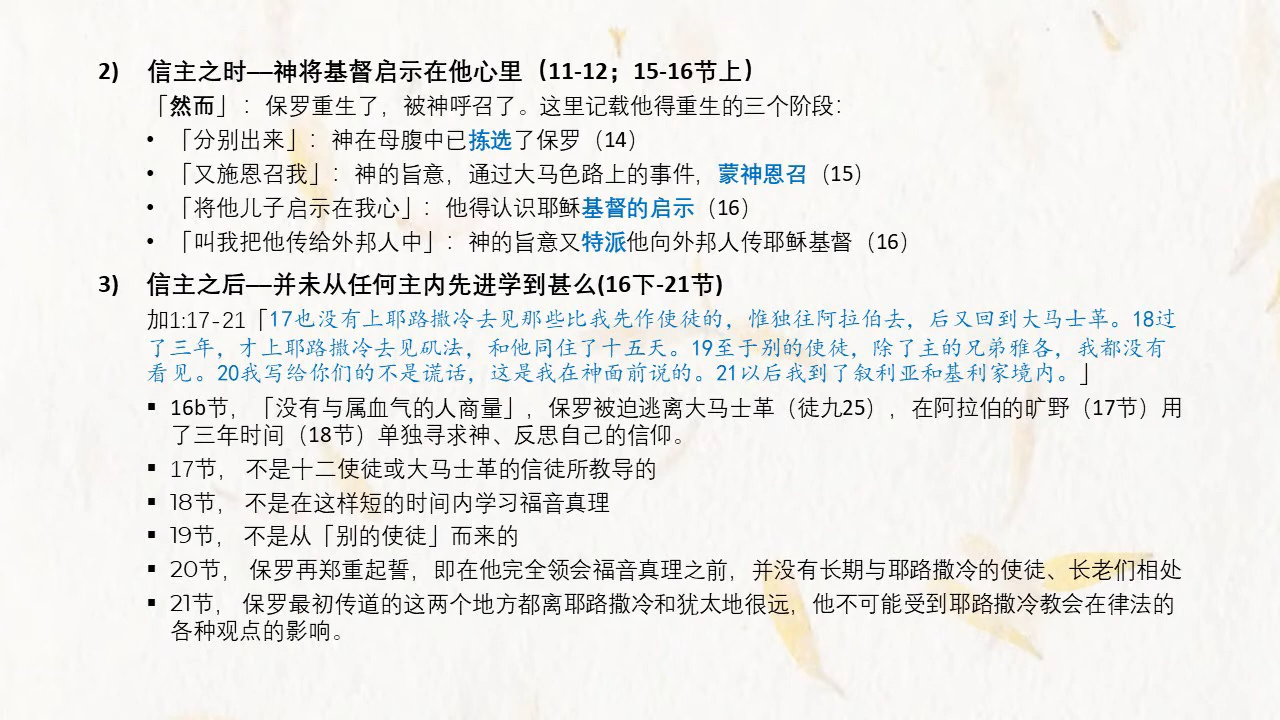 2) 信主之时—神将基督启示在他心里（11-12；15-16节上）
「然而」：保罗重生了，被神呼召了。这里记载他得重生的三个阶段：
• 「分别出来」：神在母腹中已拣选了保罗（14）
• 「又施恩召我」：神的旨意，通过大马色路上的事件，蒙神恩召（15）
• 「将他儿子启示在我心」：他得认识耶稣基督的启示（16）
• 「叫我把他传给外邦人中」：神的旨意又特派他向外邦人传耶稣基督（16）
3) 信主之后—并未从任何主内先进学到甚么(16下-21节)
加1:17-21「17也没有上耶路撒冷去见那些比我先作使徒的，惟独往阿拉伯去，后又回到大马士革。18过
了三年，才上耶路撒冷去见矶法，和他同住了十五天。19至于别的使徒，除了主的兄弟雅各，我都没有
看见。20我写给你们的不是谎话，这是我在神面前说的。21以后我到了叙利亚和基利家境内。」
▪ 16b节，「没有与属血气的人商量」，保罗被迫逃离大马士革（徒九25），在阿拉伯的旷野（17节）用
了三年时间（18节）单独寻求神、反思自己的信仰。
▪ 17节， 不是十二使徒或大马士革的信徒所教导的
▪ 18节， 不是在这样短的时间内学习福音真理
▪ 19节， 不是从「别的使徒」而来的
▪ 20节， 保罗再郑重起誓，即在他完全领会福音真理之前，并没有长期与耶路撒冷的使徒、长老们相处
▪ 21节， 保罗最初传道的这两个地方都离耶路撒冷和犹太地很远，他不可能受到耶路撒冷教会在律法的
各种观点的影响。